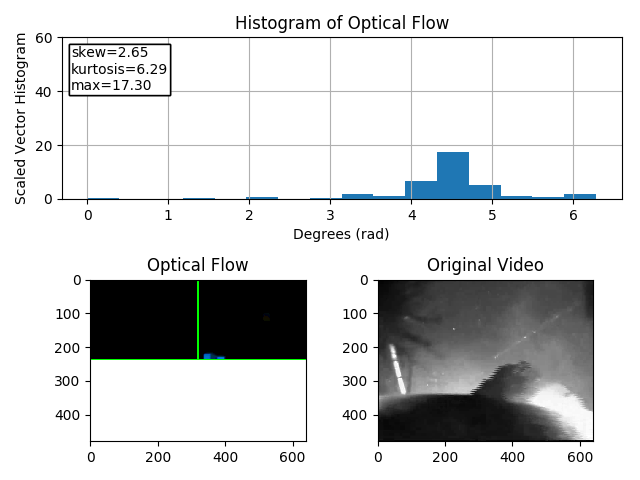 Histogram of Optical Flow
skew=2.65
kurtosis=6.29
max=17.30
Scaled Vector Histogram
60
40
20
0
0 1 2 3 4 5 6
Degrees (rad)
Optical Flow
0
100
200
300
400
0 200 400 600
Original Video
0
100
200
300
400
0 200 400 600